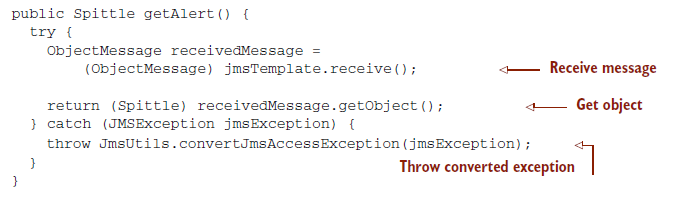 public Spittle getAlert() {
try {
ObjectMessage receivedMessage =
(ObjectMessage) jmsTemplate.receive(); Receive message
return (Spittle) receivedMessage.getObject(); Get object
} catch (JMSException jmsException) {
throw JmsUtils.convertJmsAccessException(jmsException);
} Throw converted exception
}